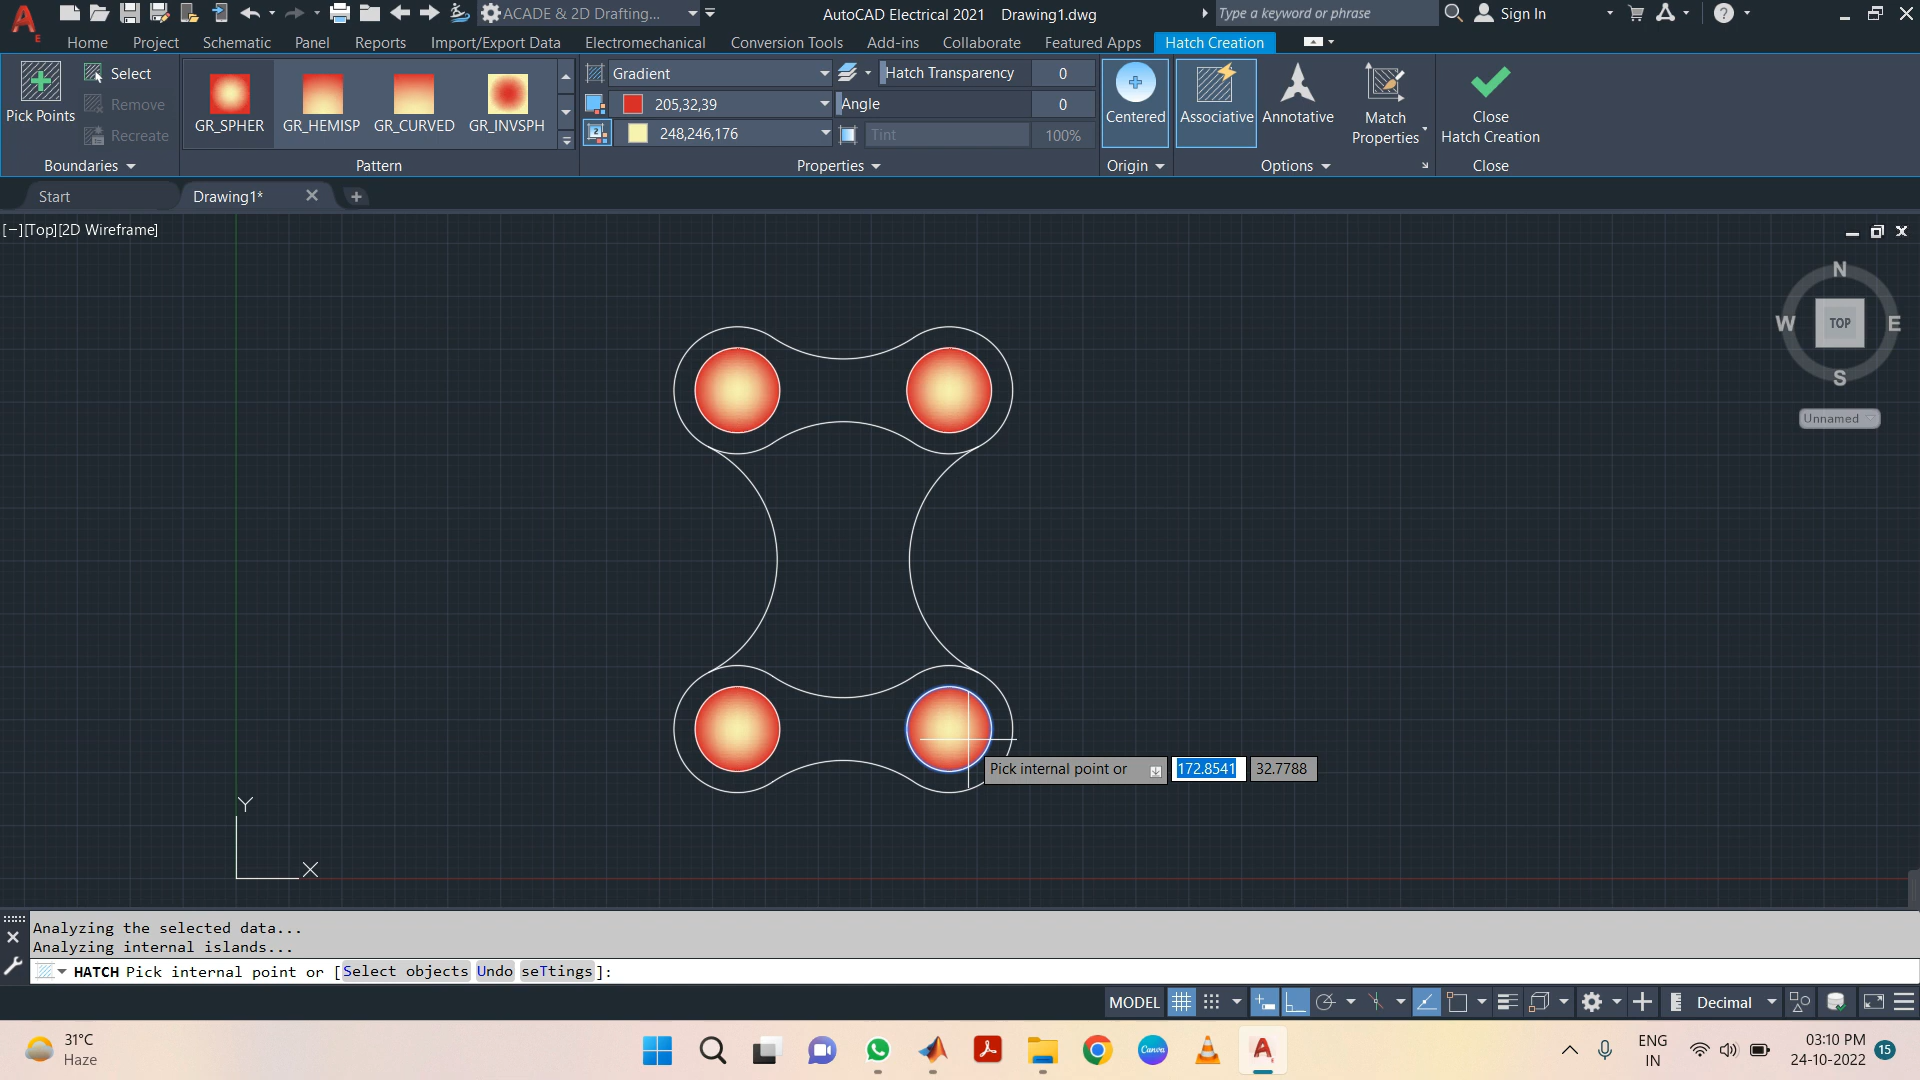 ACADE & 2D Drafting...
AutoCAD Electrical 2021 Drawing1.dwg
Type a keyword or phrase
Sign In
Home Project Schematic Panel Reports Import/Export Data Electromechanical Conversion Tools Add-ins Collaborate Featured Apps Hatch Creation
Pick Points
Select
Remove
Recreate
Boundaries
GR_SPHER GR_HEMISP GR_CURVED GR_INVSPH
Pattern
Gradient
205,32,39
248,246,176
Hatch Transparency 0
Angle 0
Tint 100%
Properties
Centered
Origin
Associative
Annotative
Match
Properties
Options
Close
Hatch Creation
Close
Start
Drawing1*
[−][Top][2D Wireframe]
N
W TOP E
S
Unnamed
Pick internal point or 172.8541 32.7788
Y
X
Analyzing the selected data...
Analyzing internal islands...
HATCH Pick internal point or [Select objects Undo seTtings]:
MODEL
Decimal
31°C
Haze
Canva
ENG
IN
03:10 PM
24-10-2022
15